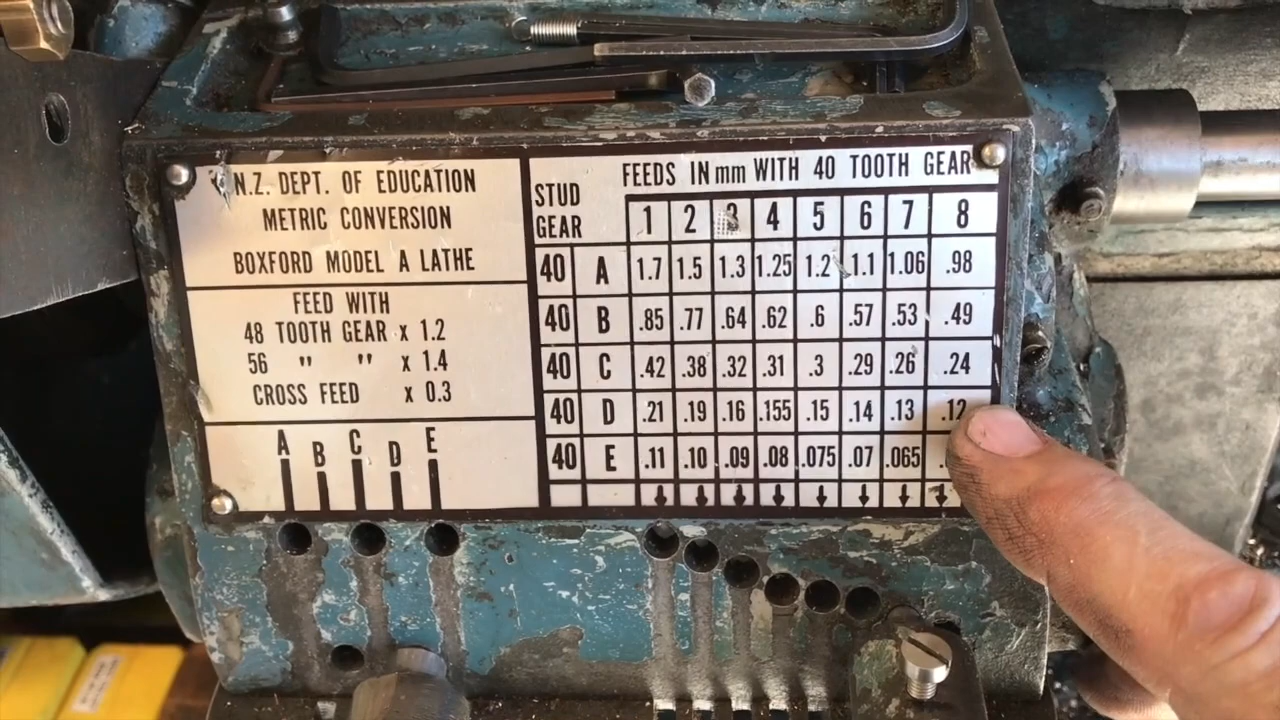 N.Z. DEPT. OF EDUCATION
METRIC CONVERSION
BOXFORD MODEL A LATHE
FEED WITH
48 TOOTH GEAR x 1.2
56 " " x 1.4
CROSS FEED x 0.3
A B C D E
FEEDS IN mm WITH 40 TOOTH GEAR
STUD GEAR
1 2 3 4 5 6 7 8
40 A 1.7 1.5 1.3 1.25 1.2 1.1 1.06 .98
40 B .85 .77 .64 .62 .6 .57 .53 .49
40 C .42 .38 .32 .31 .3 .29 .26 .24
40 D .21 .19 .16 .155 .15 .14 .13 .12
40 E .11 .10 .09 .08 .075 .07 .065